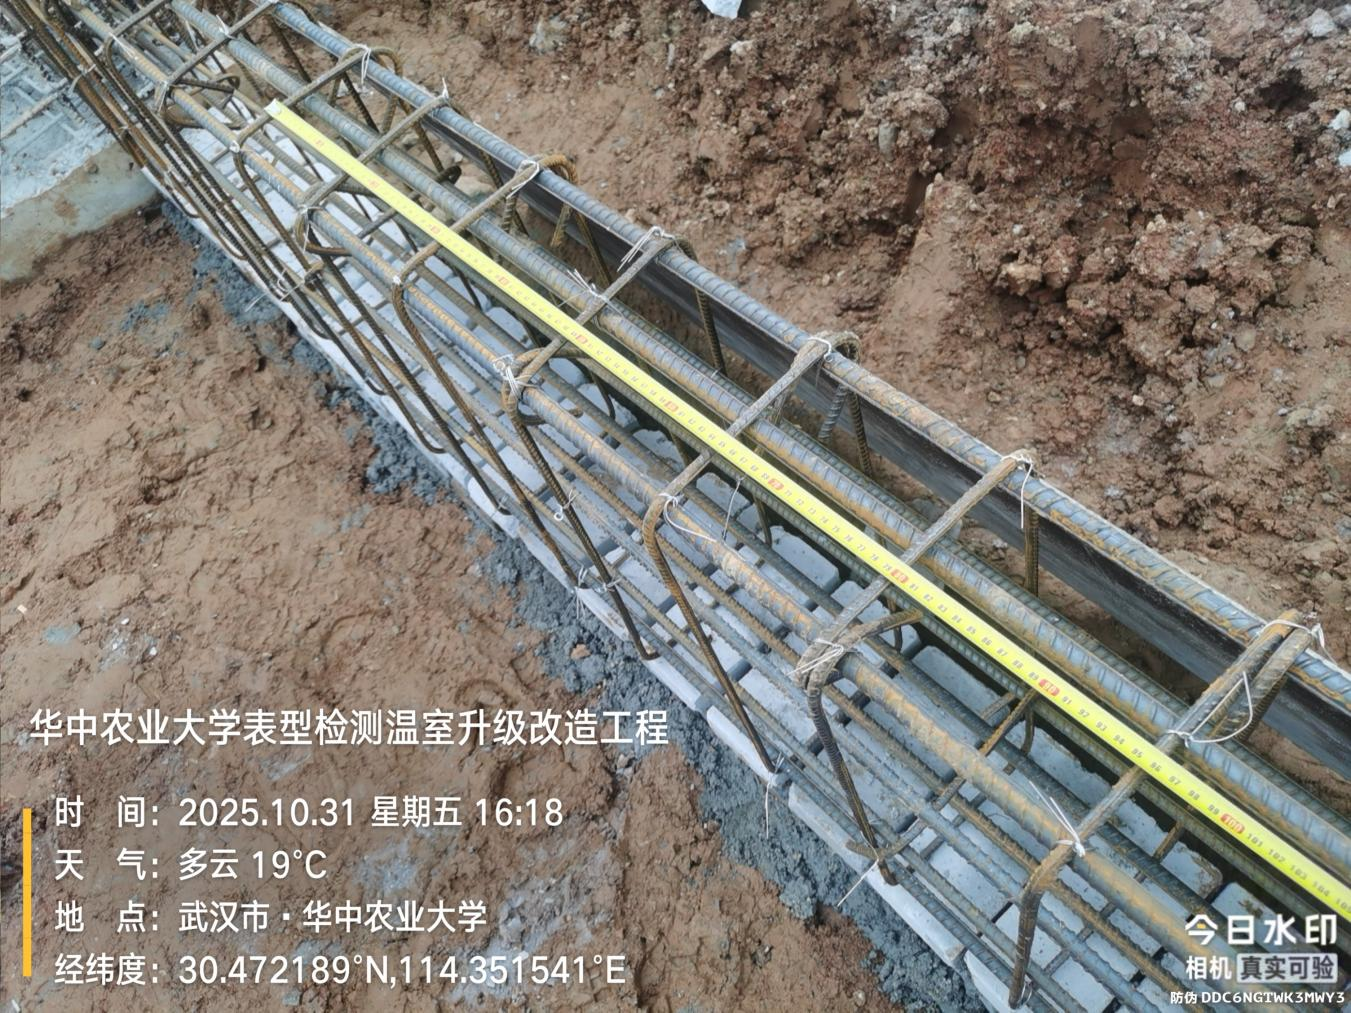 华中农业大学表型检测温室升级改造工程
时 间：2025.10.31 星期五 16:18
天 气：多云 19°C
地 点：武汉市·华中农业大学
经纬度：30.472189°N,114.351541°E
今日水印
相机 真实可验
防伪 DDC6NGTWK3MWY3